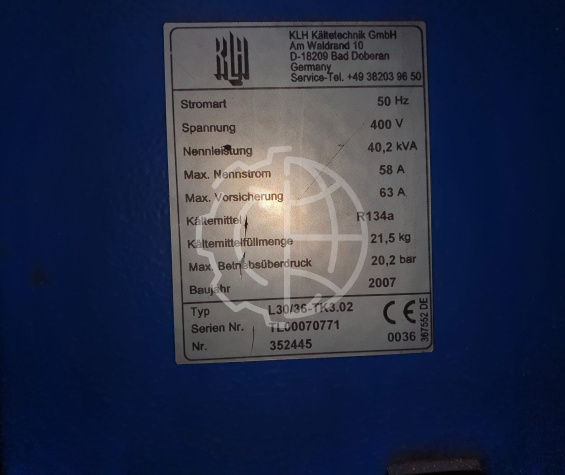 KLH
KLH Kältetechnik GmbH
Am Waldrand 10
D-18209 Bad Doberan
Germany
Service-Tel. +49 38203 96 50
Stromart 50 Hz
Spannung 400 V
Nennleistung 40,2 kVA
Max. Nennstrom 58 A
Max. Vorsicherung 63 A
Kältemittel R134a
Kältemittelfüllmenge 21,5 kg
Max. Betriebsüberdruck 20,2 bar
Baujahr 2007
Typ L30/36-TK3.02
Serien Nr. TL00070771
Nr. 352445
CE
0036
367552 DE